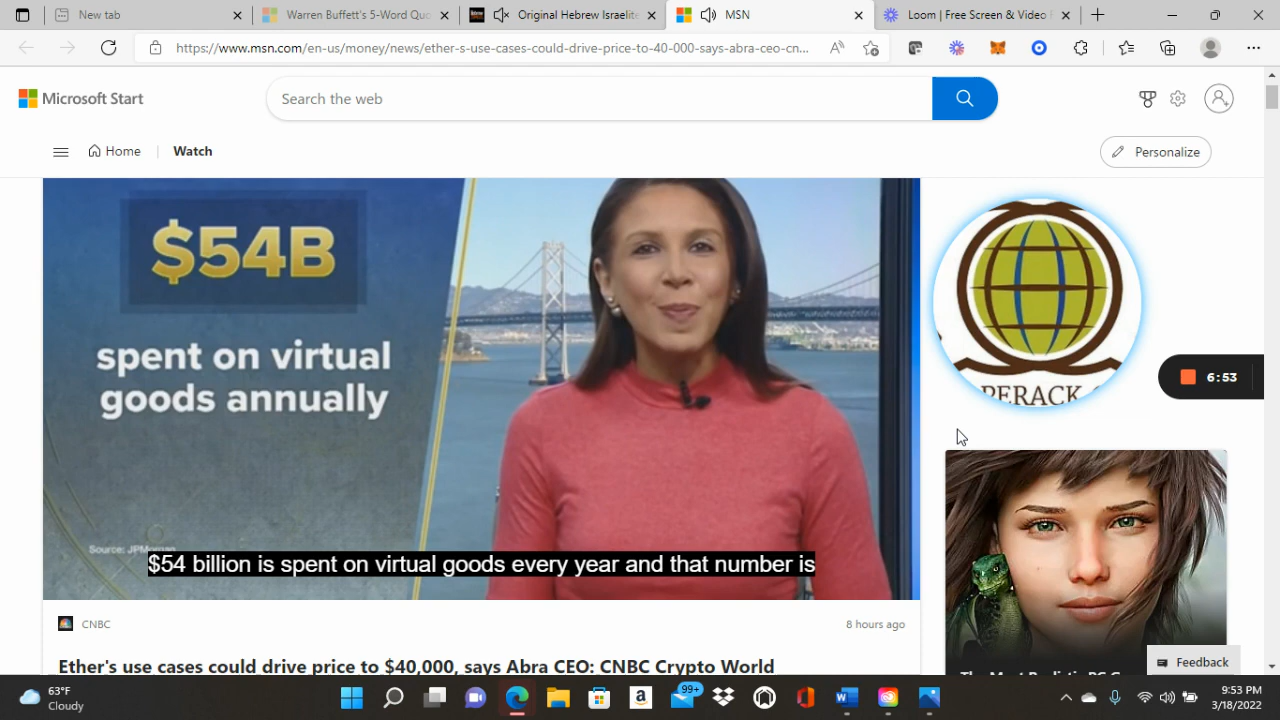 New tab
Warren Buffett's 5-Word Quo
Original Hebrew Israelite
MSN
Loom | Free Screen & Video
https://www.msn.com/en-us/money/news/ether-s-use-cases-could-drive-price-to-40-000-says-abra-ceo-cn...
Microsoft Start
Search the web
Home
Watch
Personalize
$54B
spent on virtual
goods annually
Source: JPMorgan
$54 billion is spent on virtual goods every year and that number is
PERACK
6:53
CNBC
8 hours ago
Ether's use cases could drive price to $40,000, says Abra CEO: CNBC Crypto World
Feedback
63°F
Cloudy
99+
9:53 PM
3/18/2022